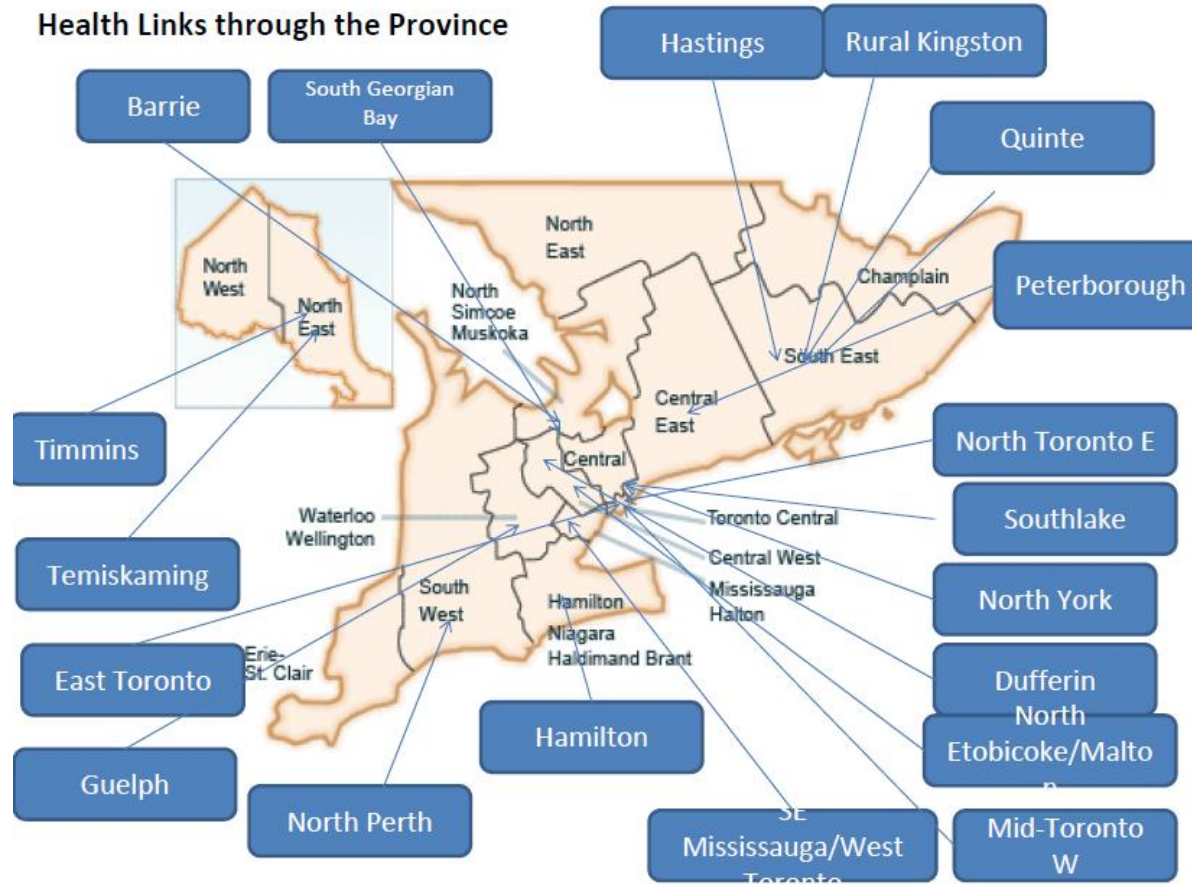 Health Links through the Province
Hastings
Rural Kingston
Barrie
South Georgian
Bay
Quinte
North
East
North
West
North
East
North
Simcoe
Muskoka
Champlain
Peterborough
South East
Central
East
Timmins
Central
North Toronto E
Waterloo
Wellington
Toronto Central
Southlake
Central West
Temiskaming
Mississauga
Halton
North York
South
West
Hamilton
Niagara
Haldimand Brant
Erie-
St. Clair
East Toronto
Dufferin
Hamilton
North
Etobicoke/Malto
n
Guelph
North Perth
SE
Mississauga/West
Toronto
Mid-Toronto
W